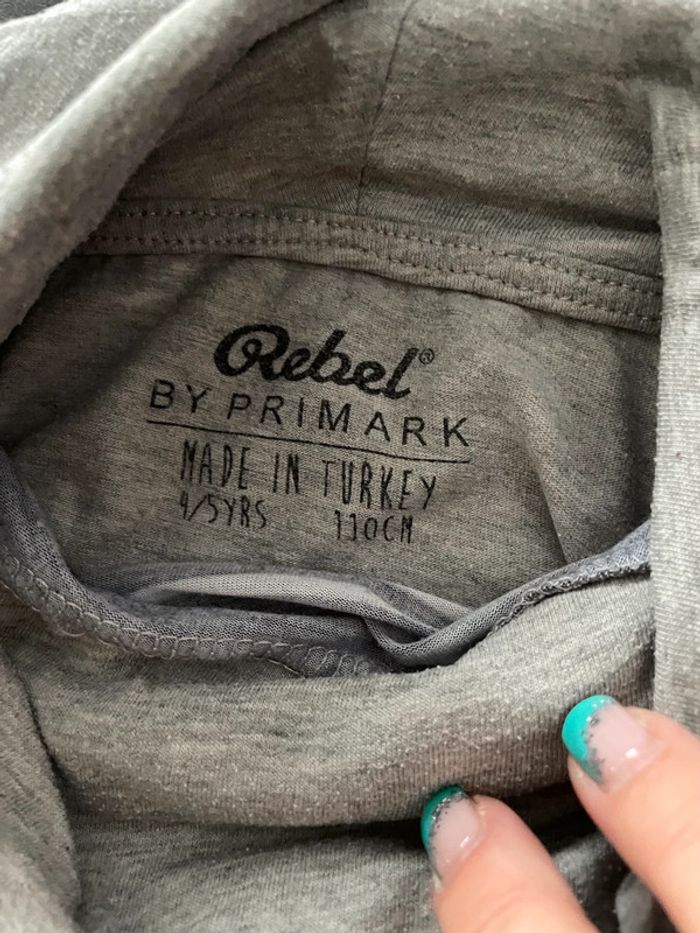 Rebel®
BY PRIMARK
MADE IN TURKEY
4/5YRS 110CM